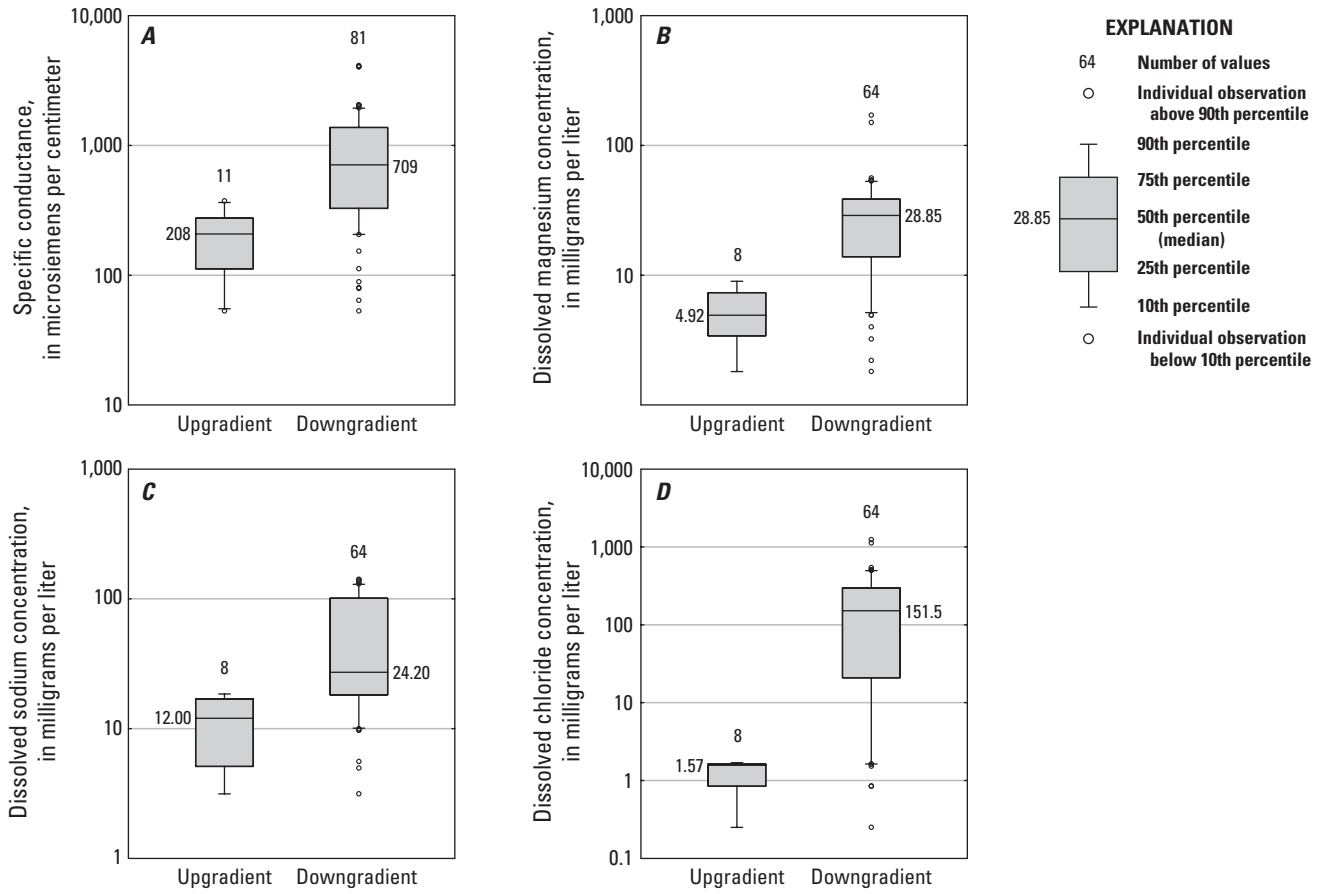 Specific conductance,
in microsiemens per centimeter
10,000
1,000
100
10
A
11
208
81
709
Upgradient Downgradient
Dissolved magnesium concentration,
in milligrams per liter
1,000
100
10
B
8
4.92
64
28.85
Upgradient Downgradient
EXPLANATION
64 Number of values
Individual observation
above 90th percentile
90th percentile
75th percentile
28.85 50th percentile
(median)
25th percentile
10th percentile
Individual observation
below 10th percentile
Dissolved sodium concentration,
in milligrams per liter
1,000
100
10
1
C
8
12.00
64
24.20
Upgradient Downgradient
Dissolved chloride concentration,
in milligrams per liter
10,000
1,000
100
10
1
0.1
D
8
1.57
64
151.5
Upgradient Downgradient